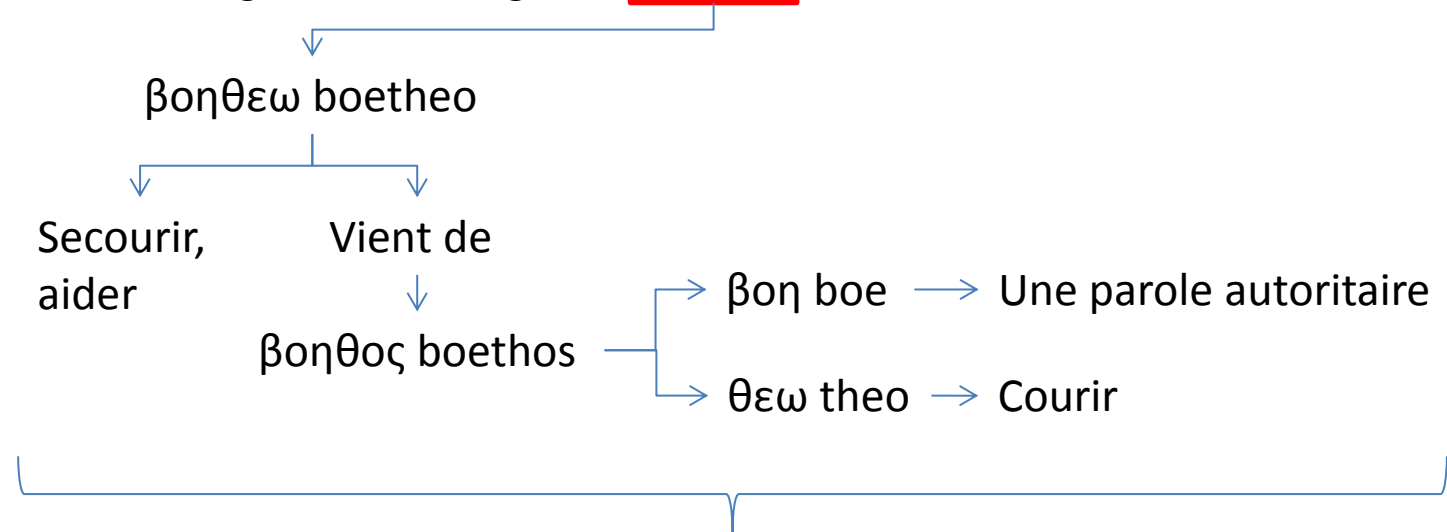 βοηθεω boetheo
Secourir,
aider
Vient de
βοηθος boethos
βοη boe
Une parole autoritaire
θεω theo
Courir